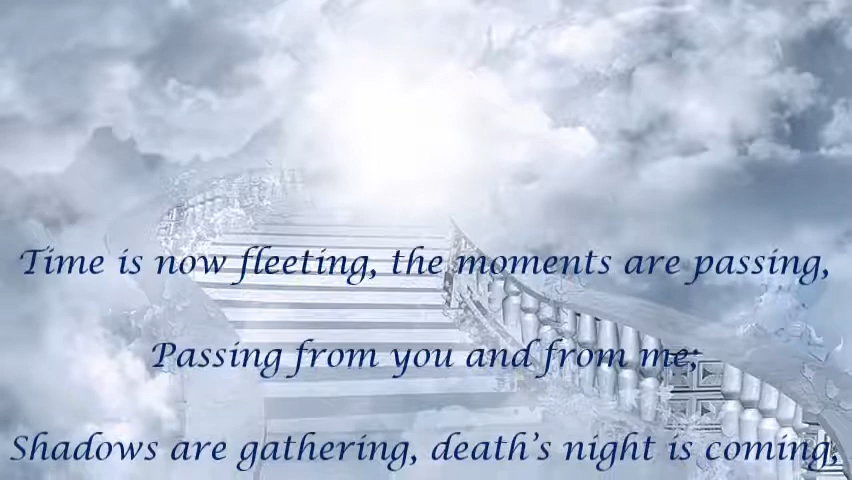 Time is now fleeting, the moments are passing,
Passing from you and from me;
Shadows are gathering, death’s night is coming,